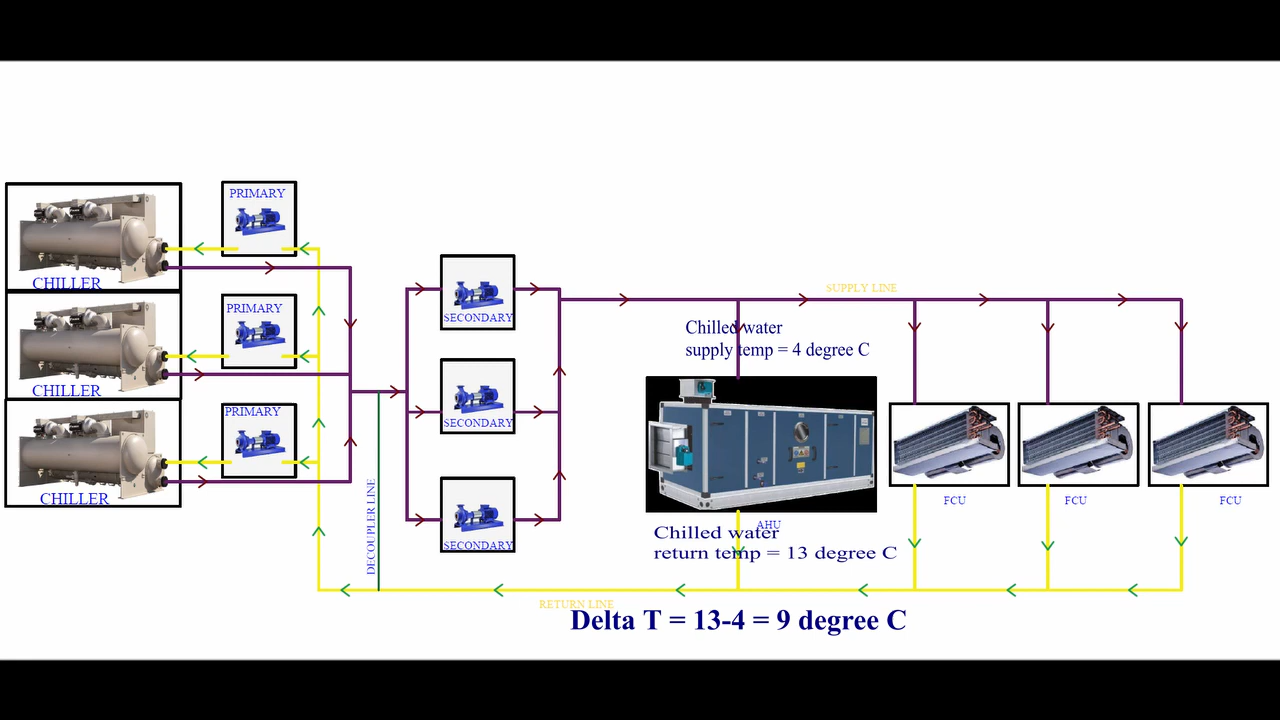 PRIMARY
CHILLER
PRIMARY
CHILLER
PRIMARY
CHILLER
DECOUPLER LINE
SECONDARY
SECONDARY
SECONDARY
SUPPLY LINE
Chilled water
supply temp = 4 degree C
AHU
Chilled water
return temp = 13 degree C
FCU
FCU
FCU
RETURN LINE
Delta T = 13-4 = 9 degree C